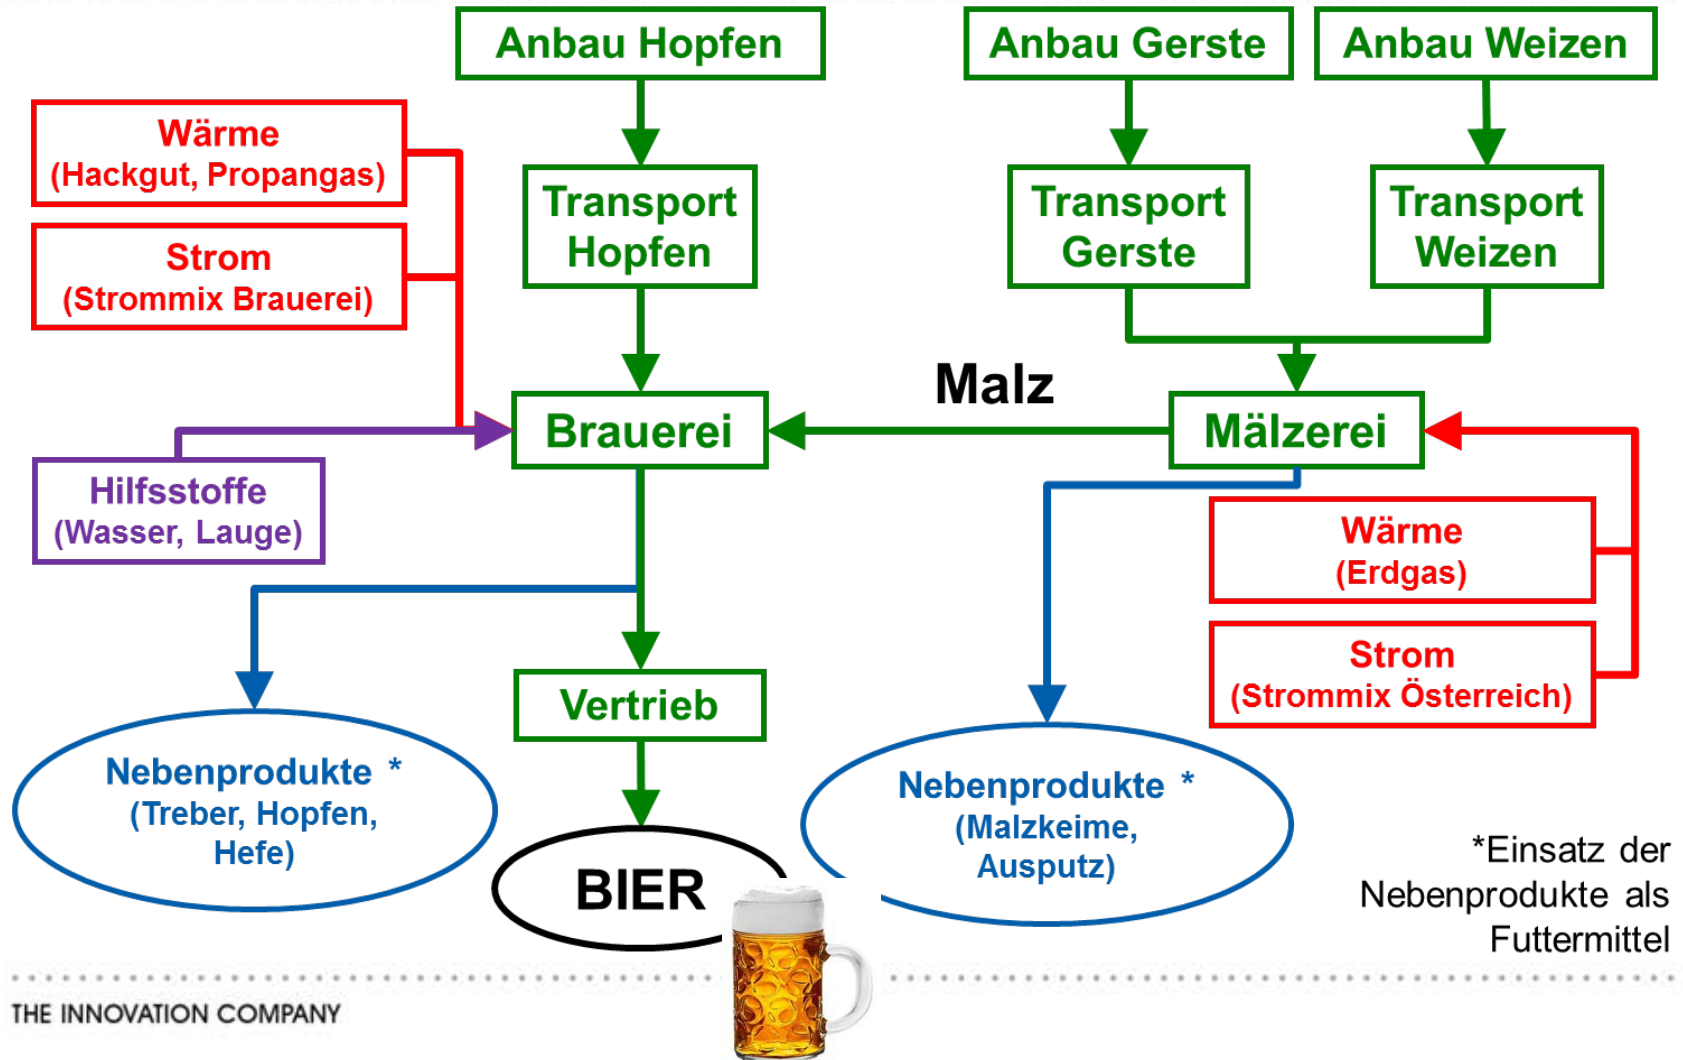 Anbau Hopfen
Anbau Gerste
Anbau Weizen
Wärme
(Hackgut, Propangas)
Transport
Hopfen
Transport
Gerste
Transport
Weizen
Strom
(Strommix Brauerei)
Malz
Brauerei
Mälzerei
Hilfsstoffe
(Wasser, Lauge)
Wärme
(Erdgas)
Strom
(Strommix Österreich)
Vertrieb
Nebenprodukte *
(Treber, Hopfen,
Hefe)
Nebenprodukte *
(Malzkeime,
Ausputz)
BIER
*Einsatz der
Nebenprodukte als
Futtermittel
THE INNOVATION COMPANY